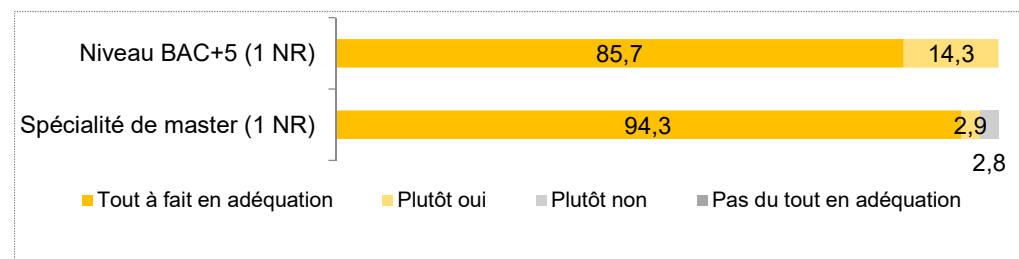 Niveau BAC+5 (1 NR) 85,7 14,3
Spécialité de master (1 NR) 94,3 2,9
2,8
Tout à fait en adéquation Plutôt oui Plutôt non Pas du tout en adéquation